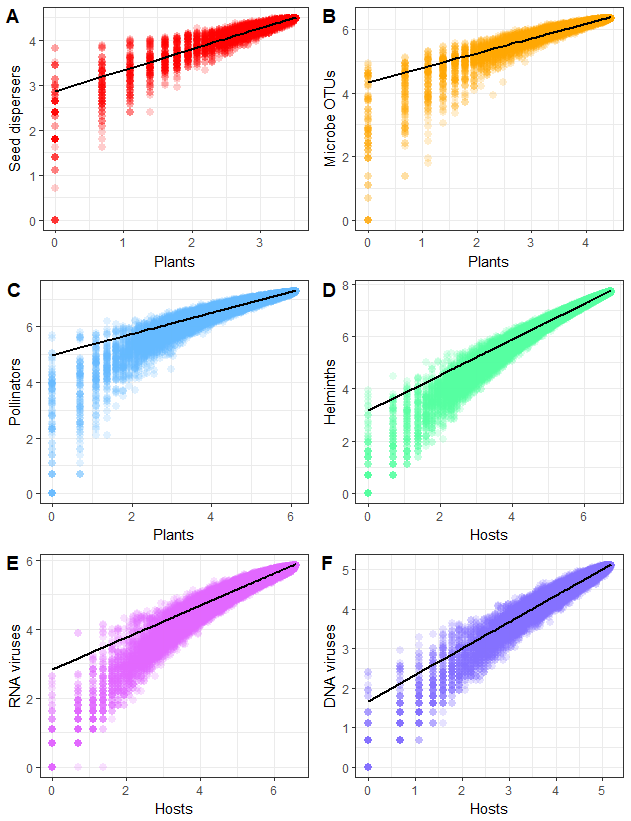 A
Seed dispersers
4
3
2
1
0
0 1 2 3
Plants
B
Microbe OTUs
6
4
2
0
0 1 2 3 4
Plants
C
Pollinators
6
4
2
0
0 2 4 6
Plants
D
Helminths
8
6
4
2
0
0 2 4 6
Hosts
E
RNA viruses
6
4
2
0
0 2 4 6
Hosts
F
DNA viruses
5
4
3
2
1
0
0 1 2 3 4 5
Hosts